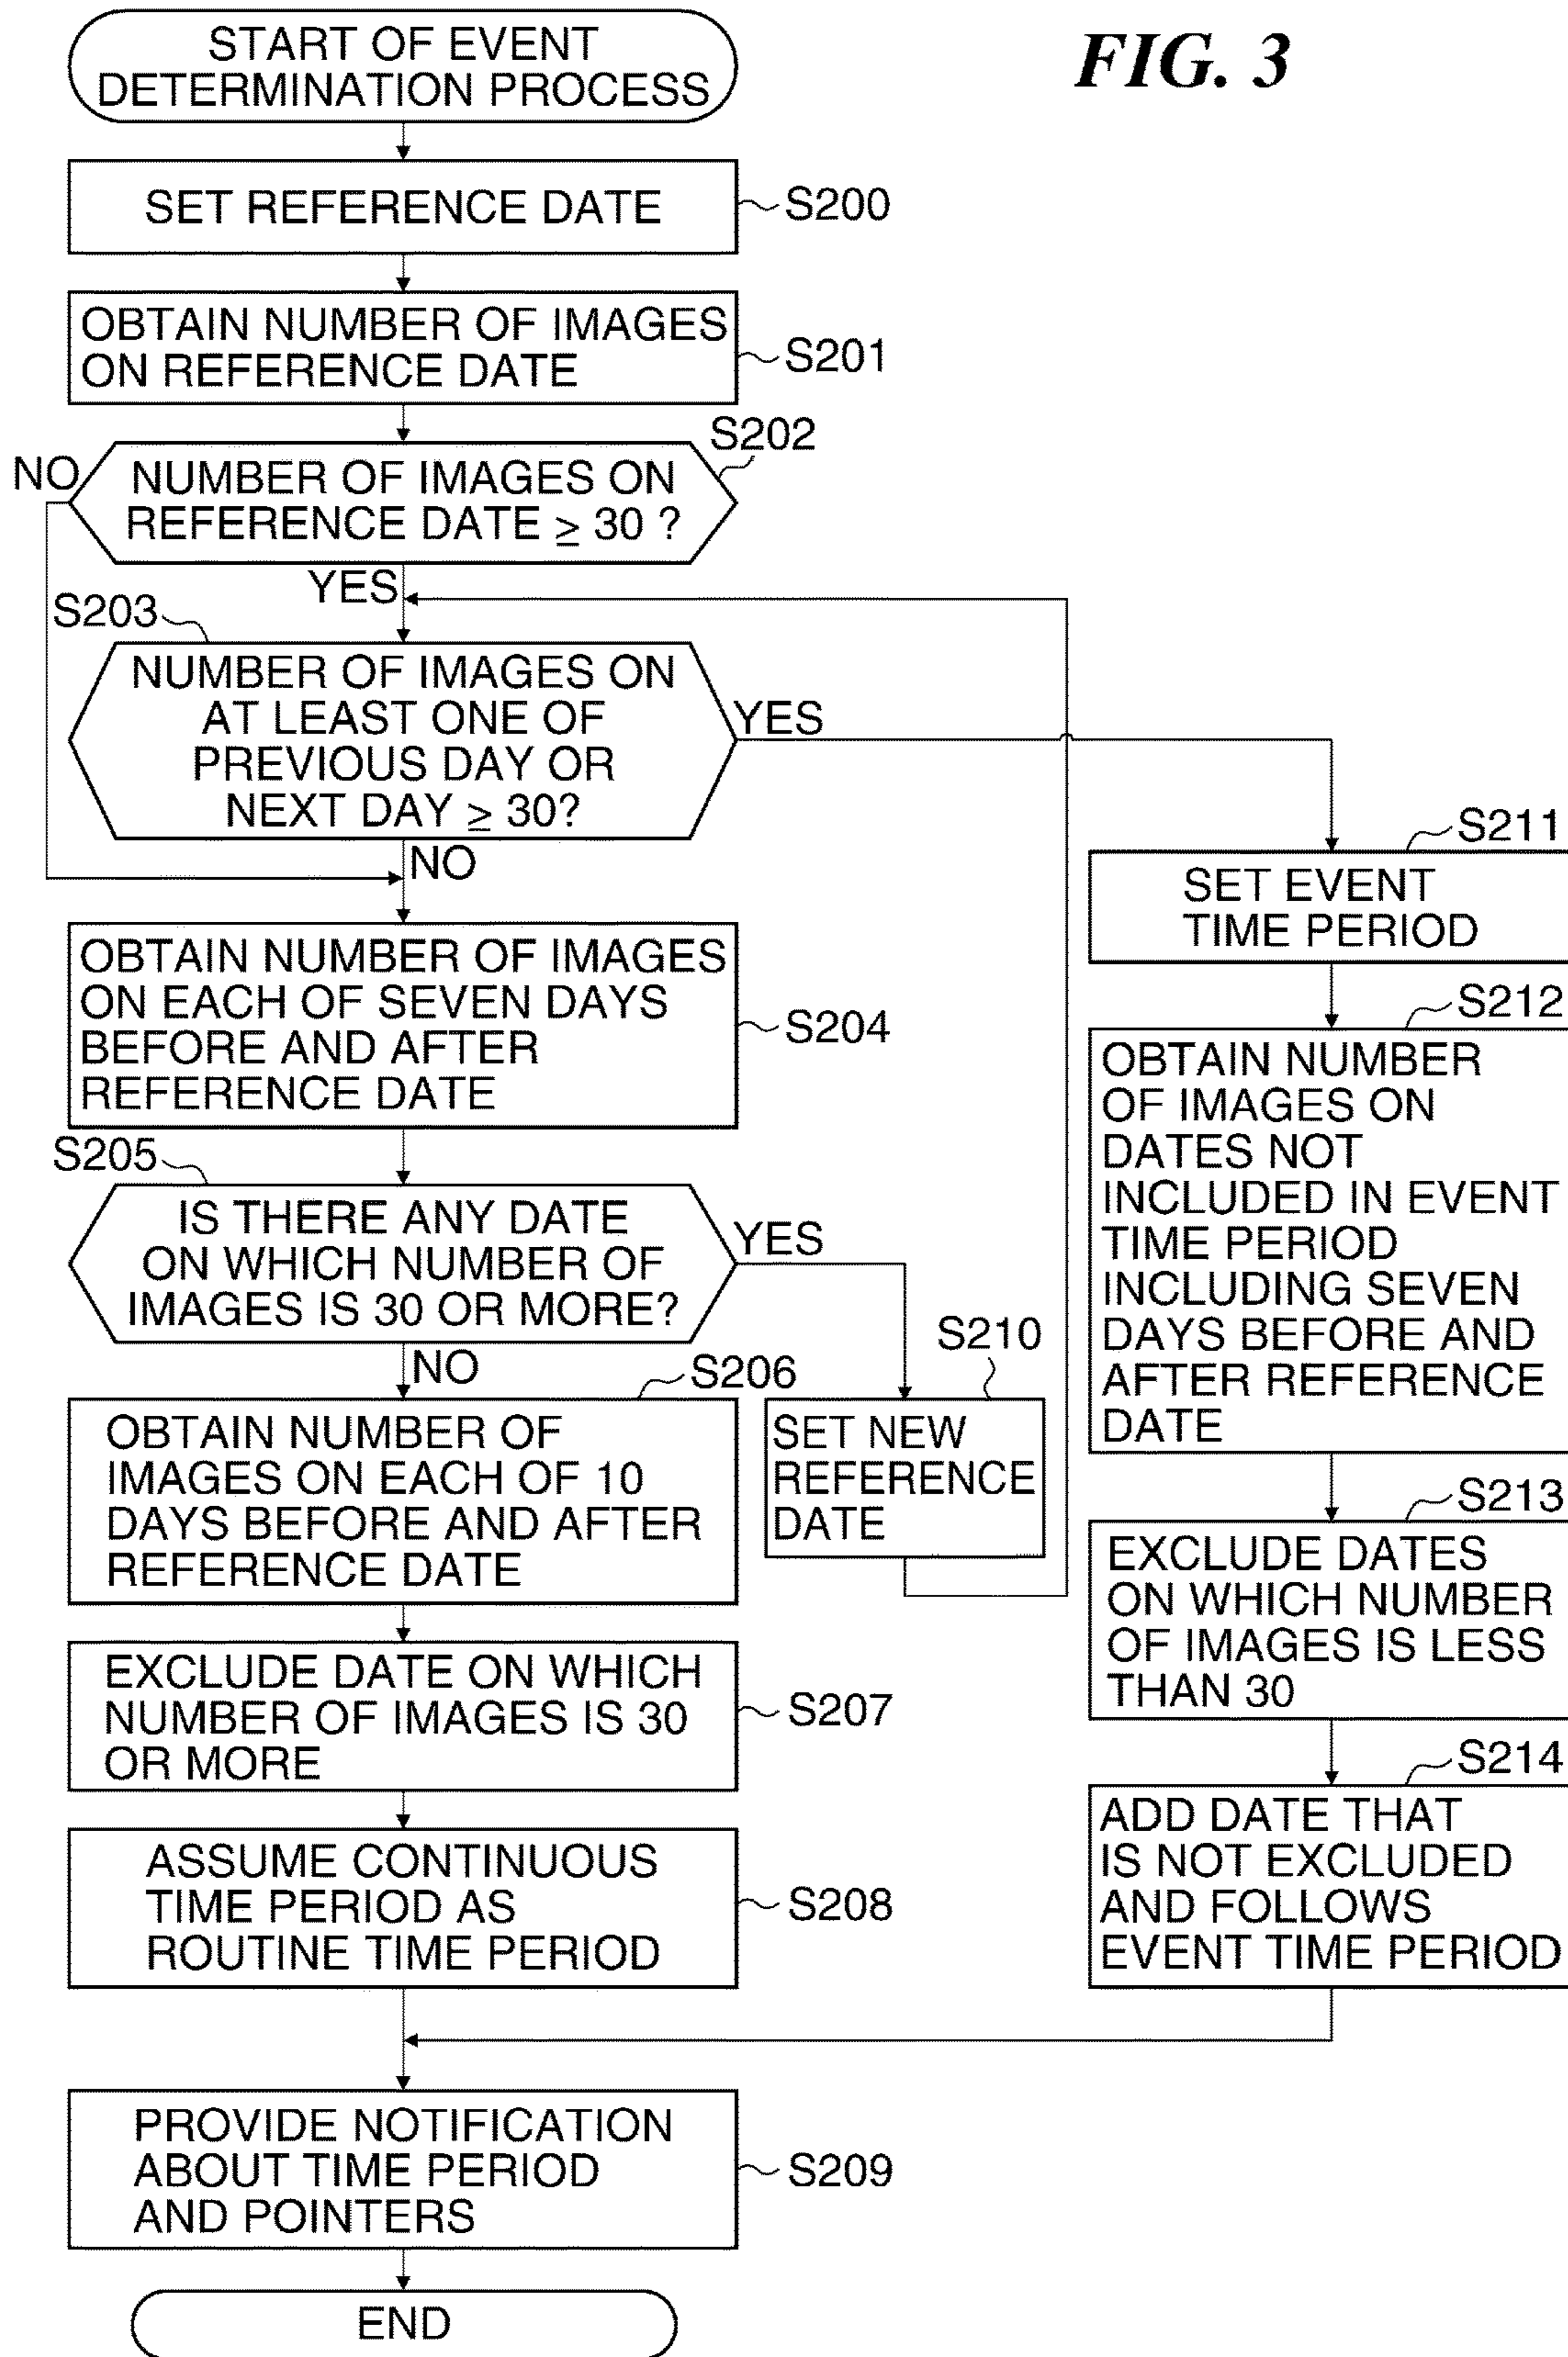 FIG. 3
START OF EVENT
DETERMINATION PROCESS
SET REFERENCE DATE
S200
OBTAIN NUMBER OF IMAGES
ON REFERENCE DATE
S201
S202
NO
NUMBER OF IMAGES ON
REFERENCE DATE ≥ 30 ?
YES
S203
NUMBER OF IMAGES ON
AT LEAST ONE OF
PREVIOUS DAY OR
NEXT DAY ≥ 30?
YES
NO
OBTAIN NUMBER OF IMAGES
ON EACH OF SEVEN DAYS
BEFORE AND AFTER
REFERENCE DATE
S204
S205
IS THERE ANY DATE
ON WHICH NUMBER OF
IMAGES IS 30 OR MORE?
YES
NO
S206
OBTAIN NUMBER OF
IMAGES ON EACH OF 10
DAYS BEFORE AND AFTER
REFERENCE DATE
S210
SET NEW
REFERENCE
DATE
EXCLUDE DATE ON WHICH
NUMBER OF IMAGES IS 30
OR MORE
S207
ASSUME CONTINUOUS
TIME PERIOD AS
ROUTINE TIME PERIOD
S208
S211
SET EVENT
TIME PERIOD
S212
OBTAIN NUMBER
OF IMAGES ON
DATES NOT
INCLUDED IN EVENT
TIME PERIOD
INCLUDING SEVEN
DAYS BEFORE AND
AFTER REFERENCE
DATE
S213
EXCLUDE DATES
ON WHICH NUMBER
OF IMAGES IS LESS
THAN 30
S214
ADD DATE THAT
IS NOT EXCLUDED
AND FOLLOWS
EVENT TIME PERIOD
PROVIDE NOTIFICATION
ABOUT TIME PERIOD
AND POINTERS
S209
END